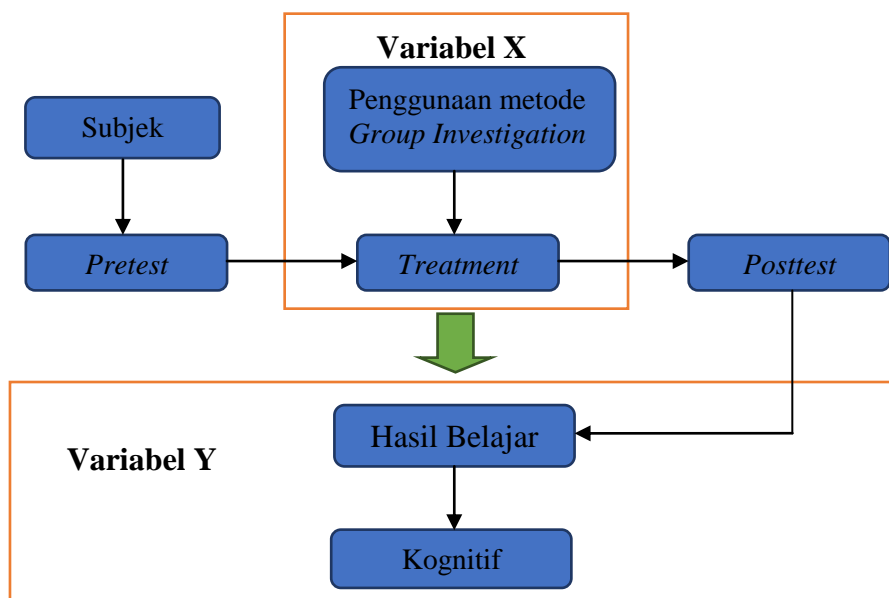 Variabel X
Subjek
Penggunaan metode
Group Investigation
Pretest
Treatment
Posttest
Hasil Belajar
Variabel Y
Kognitif